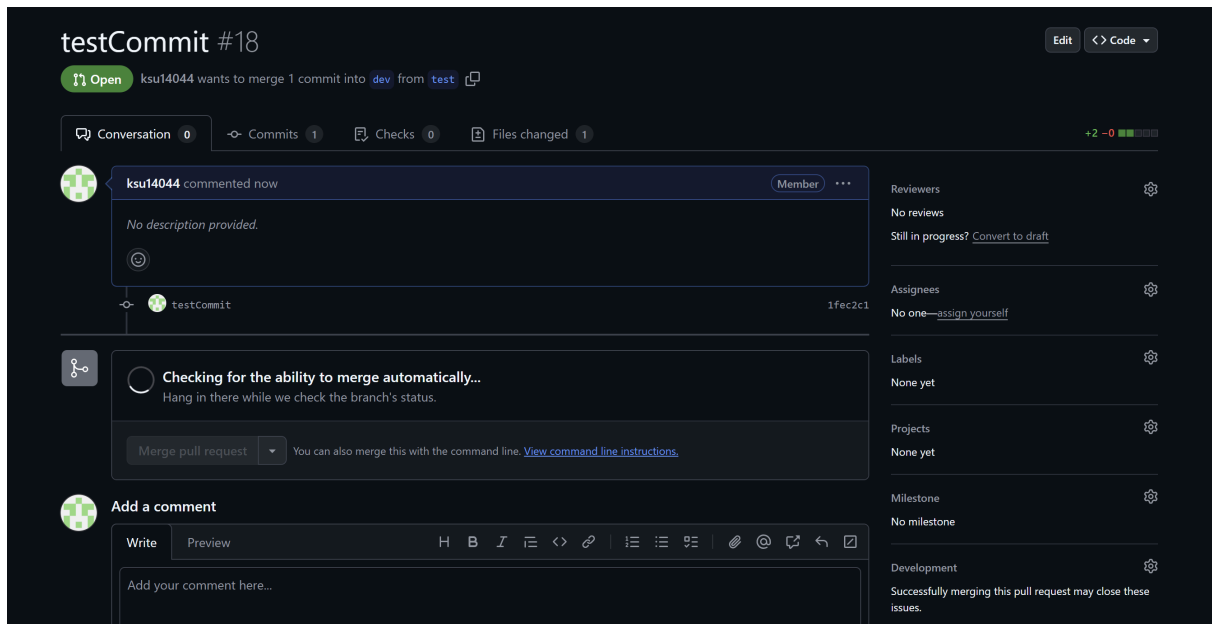 testCommit #18
Edit
<> Code
Open
ksu14044 wants to merge 1 commit into dev from test
Conversation 0
Commits 1
Checks 0
Files changed 1
+2 −0
ksu14044 commented now
Member
No description provided.
testCommit
1fec2c1
Checking for the ability to merge automatically...
Hang in there while we check the branch's status.
Merge pull request
You can also merge this with the command line. View command line instructions.
Add a comment
Write
Preview
Add your comment here...
Reviewers
No reviews
Still in progress? Convert to draft
Assignees
No one—assign yourself
Labels
None yet
Projects
None yet
Milestone
No milestone
Development
Successfully merging this pull request may close these
issues.